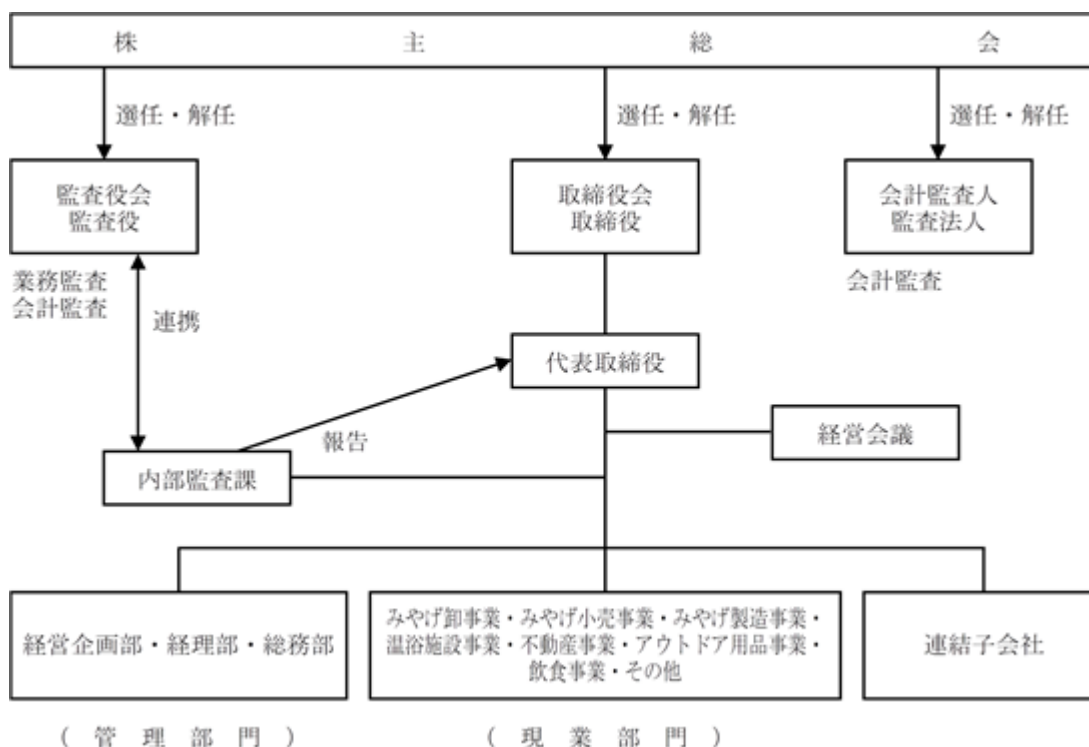 株主総会
選任・解任
選任・解任
選任・解任
監査役会
監査役
取締役会
取締役
会計監査人
監査法人
業務監査
会計監査
会計監査
連携
代表取締役
報告
経営会議
内部監査課
経営企画部・経理部・総務部
みやげ卸事業・みやげ小売事業・みやげ製造事業・
温浴施設事業・不動産事業・アウトドア用品事業・
飲食事業・その他
連結子会社
(管理部門)
(現業部門)